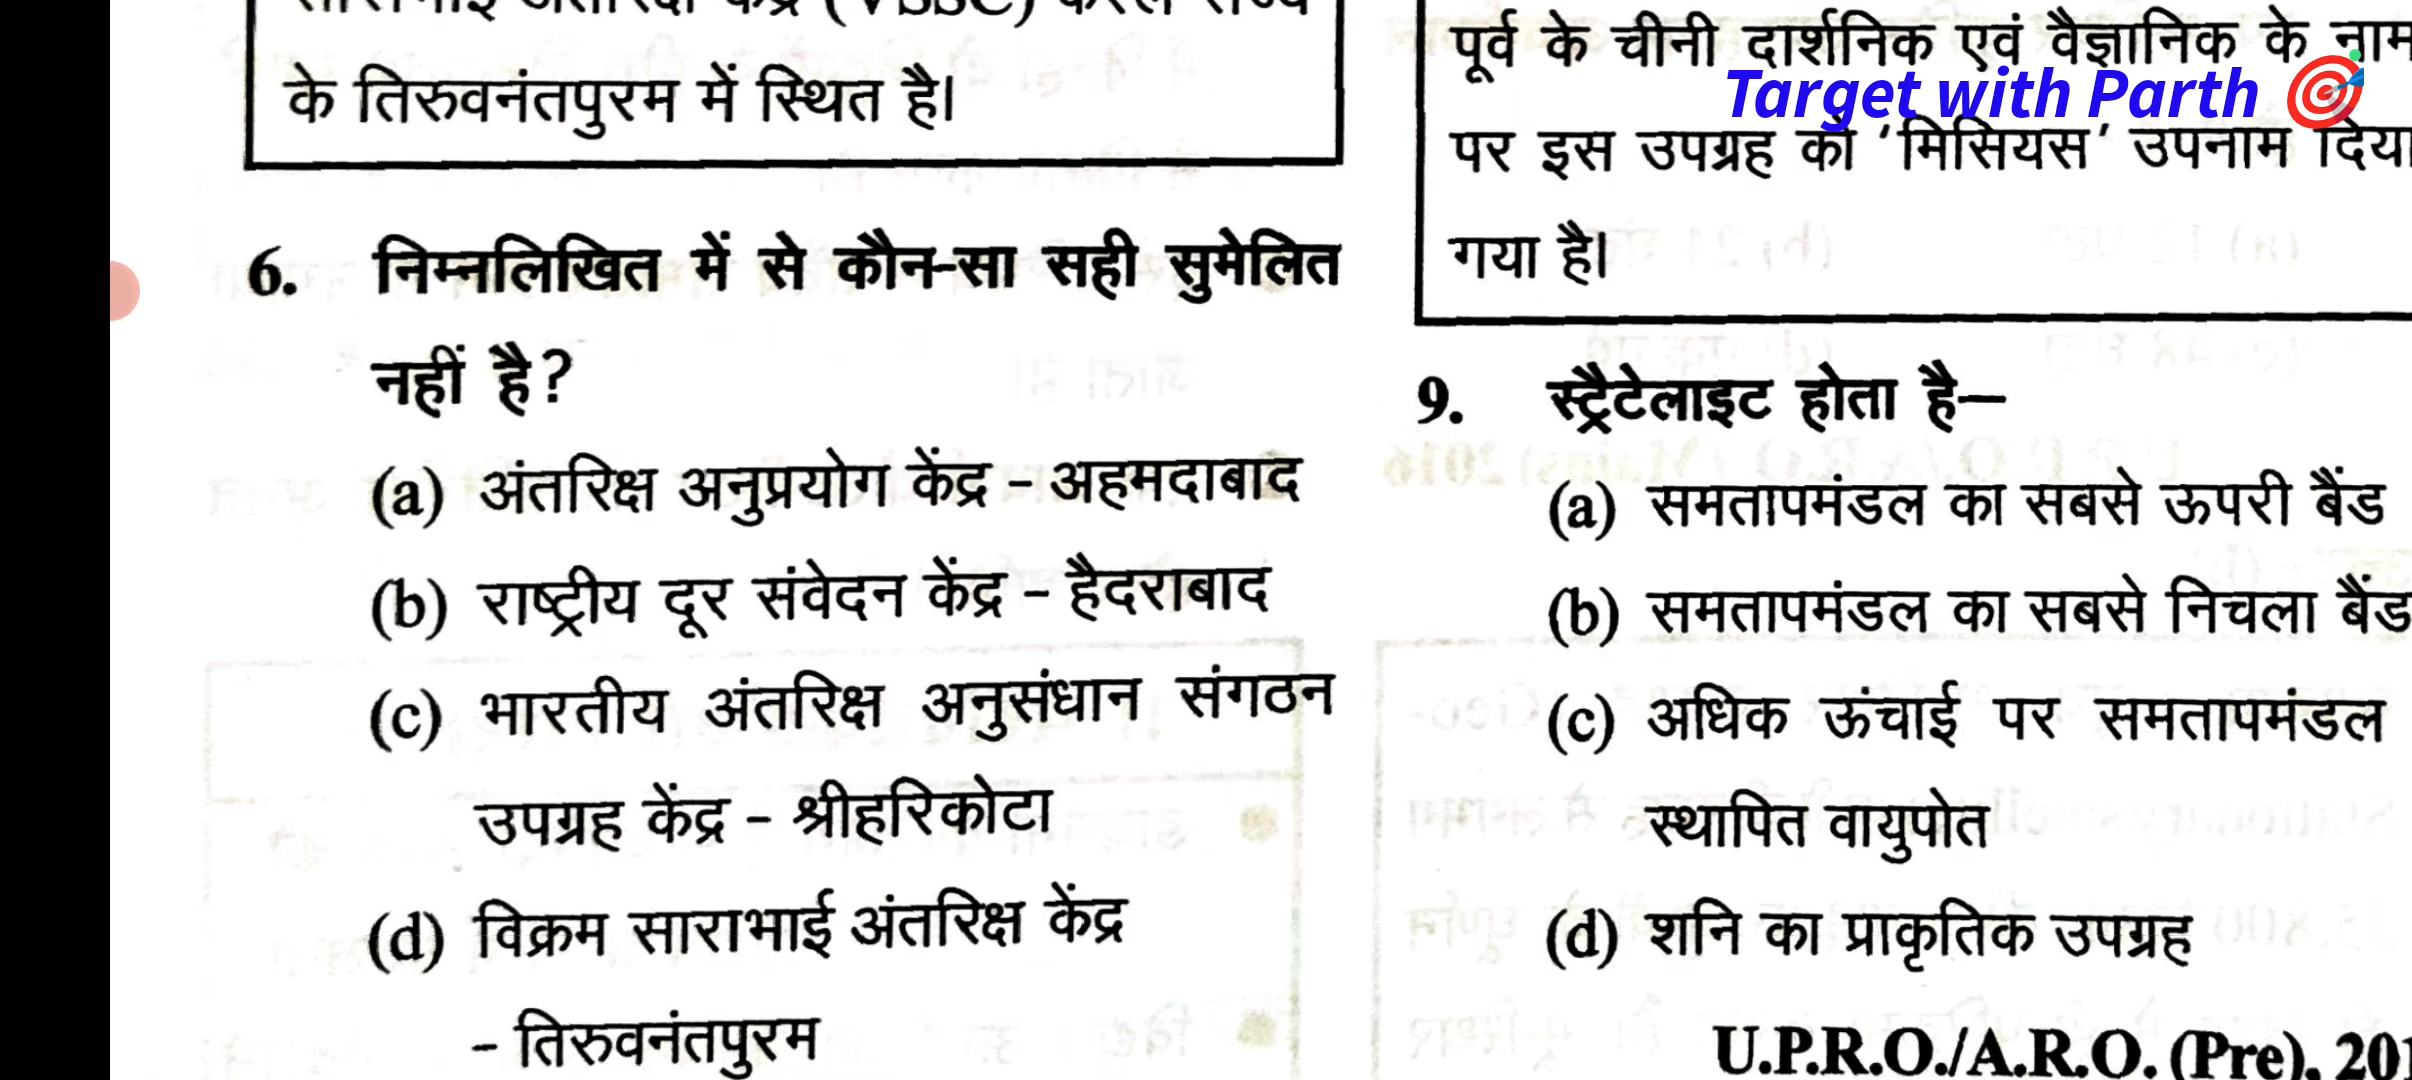 के तिरुवनंतपुरम में स्थित है।
6. निम्नलिखित में से कौन-सा सही सुमेलित
नहीं है?
(a) अंतरिक्ष अनुप्रयोग केंद्र - अहमदाबाद
(b) राष्ट्रीय दूर संवेदन केंद्र - हैदराबाद
(c) भारतीय अंतरिक्ष अनुसंधान संगठन
उपग्रह केंद्र - श्रीहरिकोटा
(d) विक्रम साराभाई अंतरिक्ष केंद्र
- तिरुवनंतपुरम
पूर्व के चीनी दार्शनिक एवं वैज्ञानिक के नाम
Target with Parth
पर इस उपग्रह को 'मिसियस' उपनाम दिया
गया है।
9. स्ट्रैटेलाइट होता है—
(a) समतापमंडल का सबसे ऊपरी बैंड
(b) समतापमंडल का सबसे निचला बैंड
(c) अधिक ऊंचाई पर समतापमंडल
स्थापित वायुपोत
(d) शनि का प्राकृतिक उपग्रह
U.P.R.O./A.R.O. (Pre),